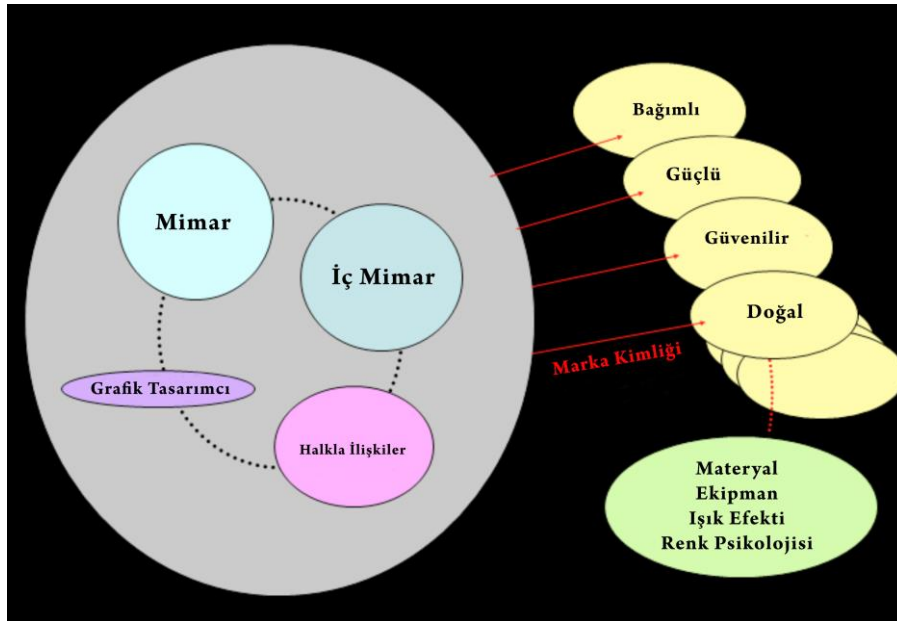 Mimar
İç Mimar
Grafik Tasarımcı
Halkla İlişkiler
Bağımlı
Güçlü
Güvenilir
Doğal
Marka Kimliği
Materyal
Ekipman
Işık Efekti
Renk Psikolojisi